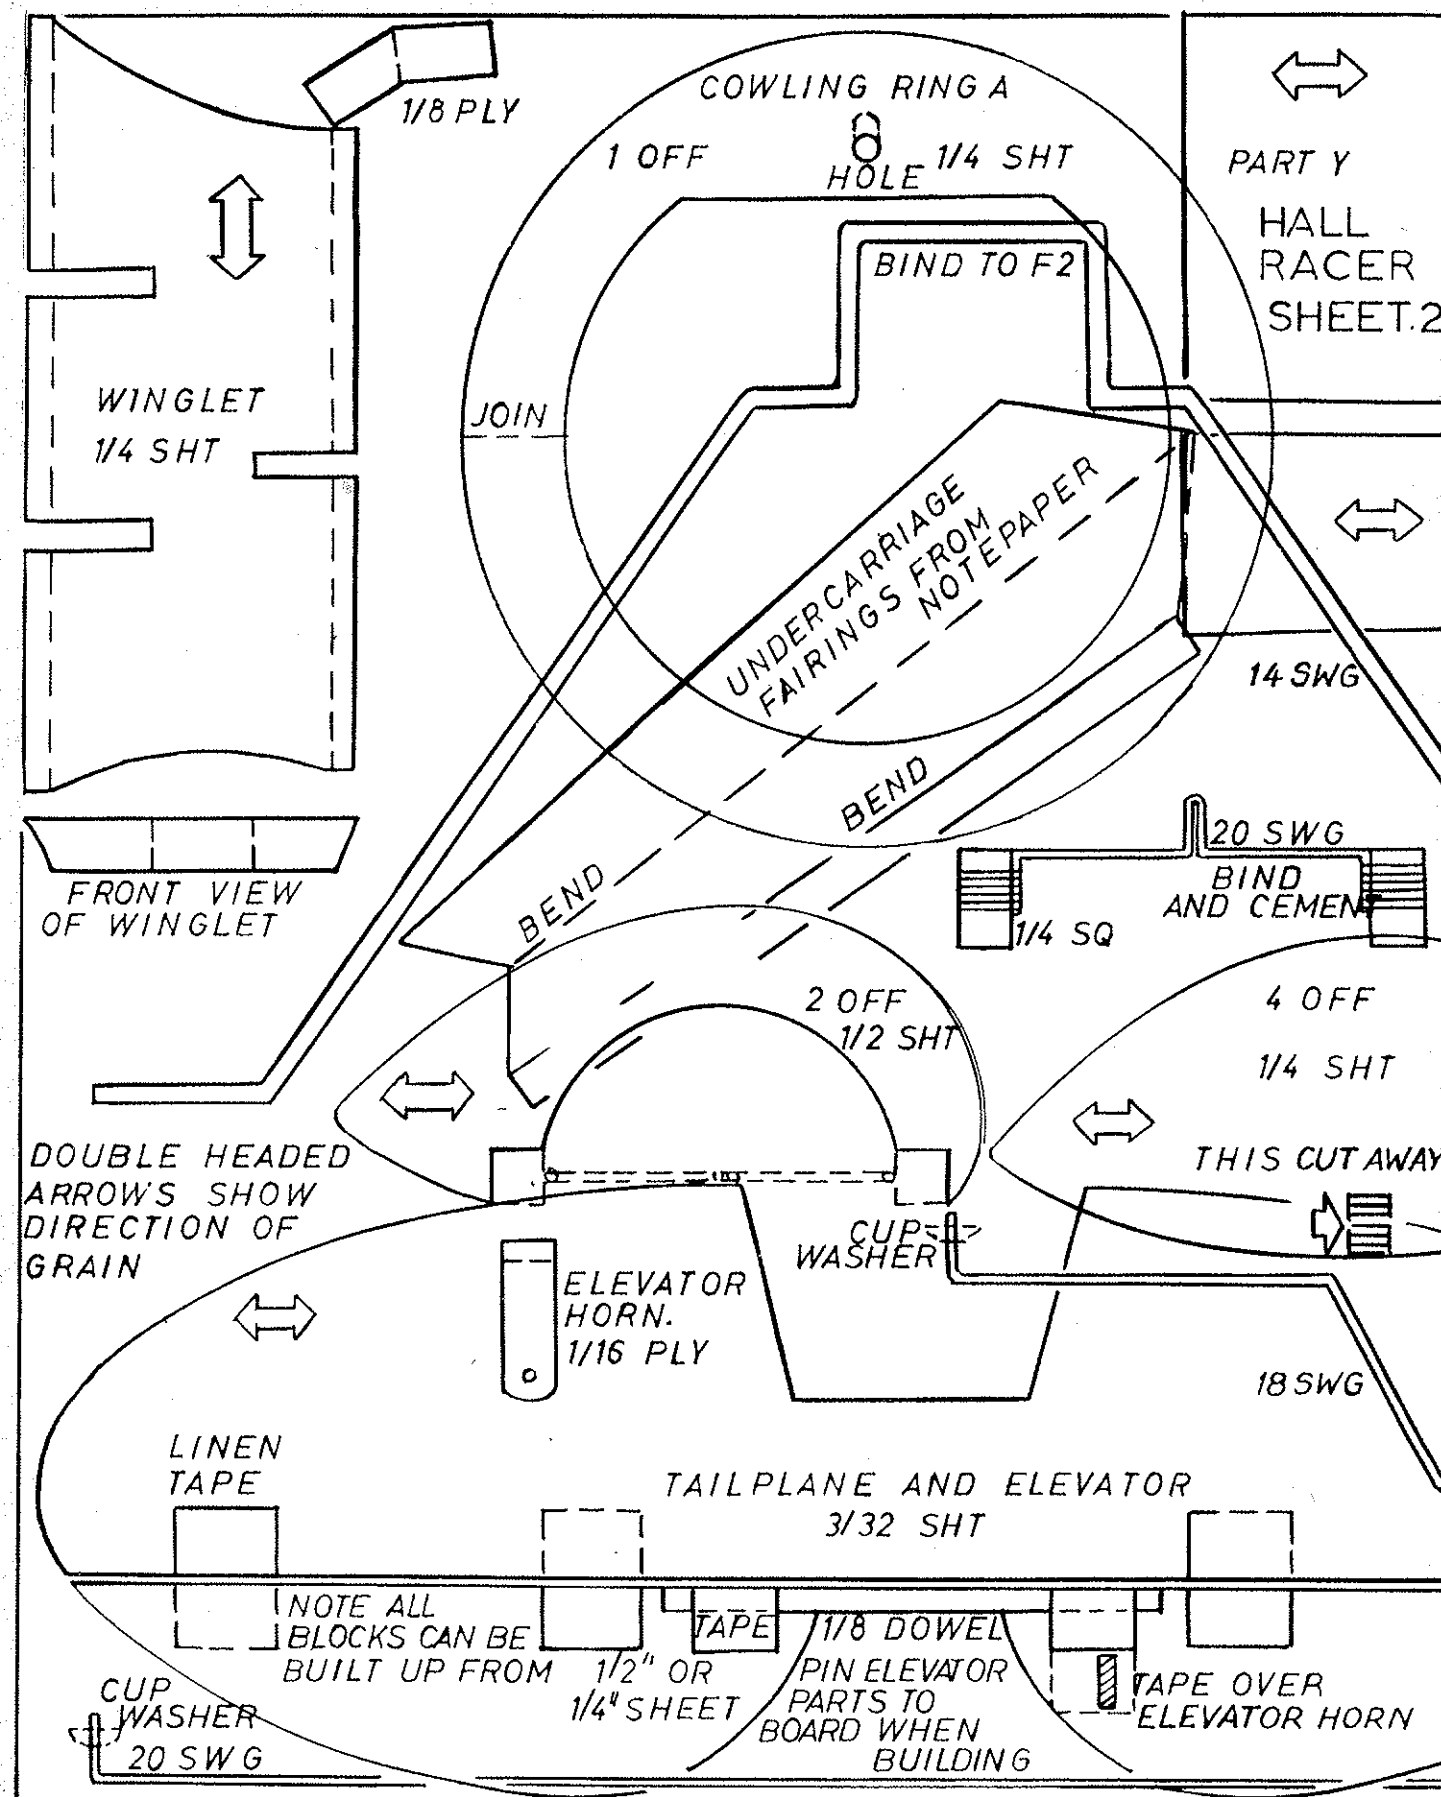 1/8 PLY
COWLING RING A
1 OFF
1/4 SHT
HOLE
PART Y
HALL
RACER
SHEET.2
BIND TO F2
WINGLET
1/4 SHT
JOIN
UNDERCARRIAGE
FAIRINGS FROM
NOTEPAPER
14 SWG
BEND
BEND
20 SWG
BIND
AND CEMENT
1/4 SQ
FRONT VIEW
OF WINGLET
2 OFF
1/2 SHT
4 OFF
1/4 SHT
DOUBLE HEADED
ARROWS SHOW
DIRECTION OF
GRAIN
THIS CUT AWAY
CUP
WASHER
ELEVATOR
HORN.
1/16 PLY
18 SWG
LINEN
TAPE
TAILPLANE AND ELEVATOR
3/32 SHT
NOTE ALL
BLOCKS CAN BE
BUILT UP FROM 1/2" OR
1/4" SHEET
TAPE
1/8 DOWEL
PIN ELEVATOR
PARTS TO
BOARD WHEN
BUILDING
TAPE OVER
ELEVATOR HORN
CUP
WASHER
20 SWG